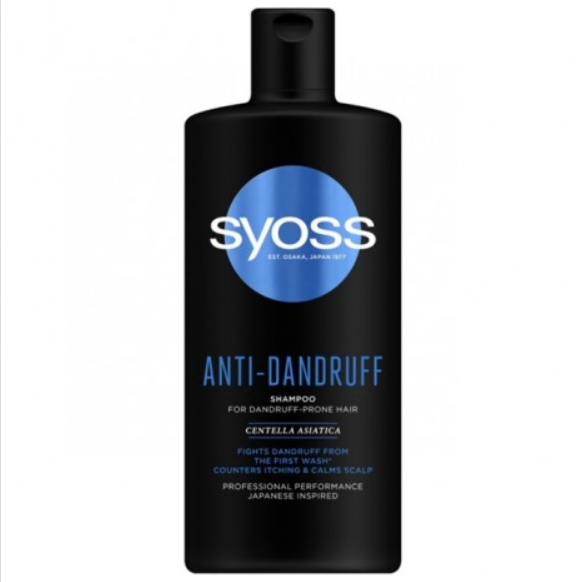 syoss
EST. OSAKA, JAPAN 1977
ANTI-DANDRUFF
SHAMPOO
FOR DANDRUFF-PRONE HAIR
CENTELLA ASIATICA
FIGHTS DANDRUFF FROM
THE FIRST WASH*
COUNTERS ITCHING & CALMS SCALP
PROFESSIONAL PERFORMANCE
JAPANESE INSPIRED